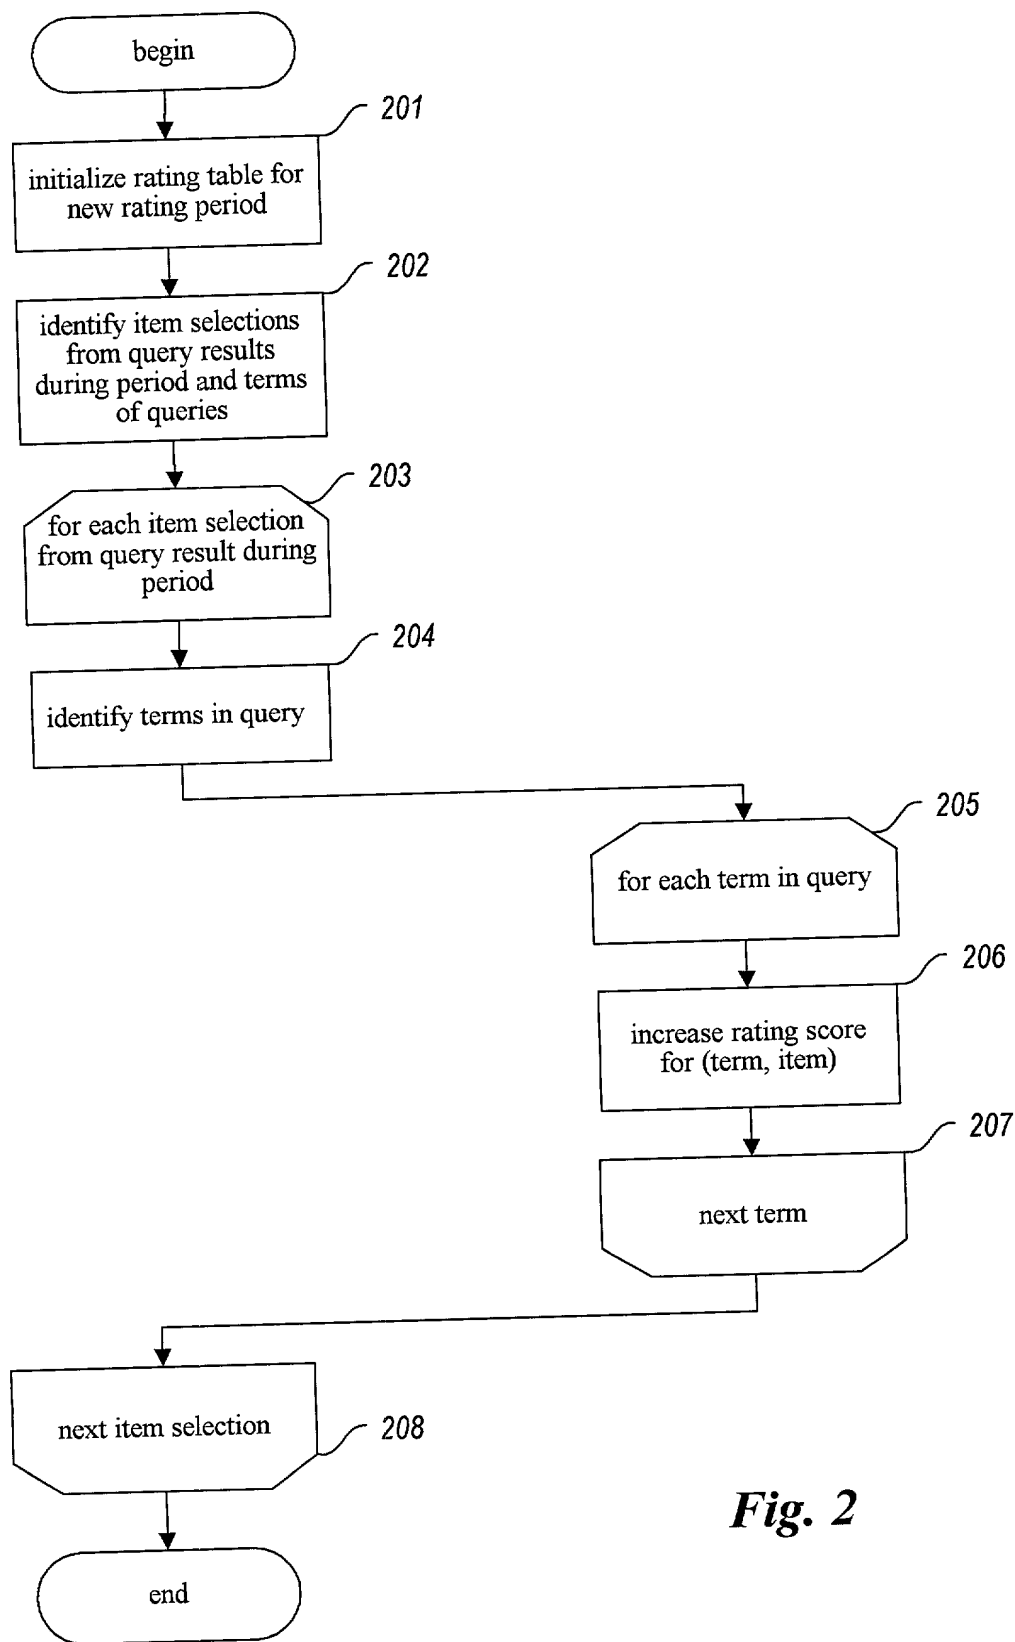 begin
201
initialize rating table for
new rating period
202
identify item selections
from query results
during period and terms
of queries
203
for each item selection
from query result during
period
204
identify terms in query
205
for each term in query
206
increase rating score
for (term, item)
207
next term
next item selection
208
Fig. 2
end